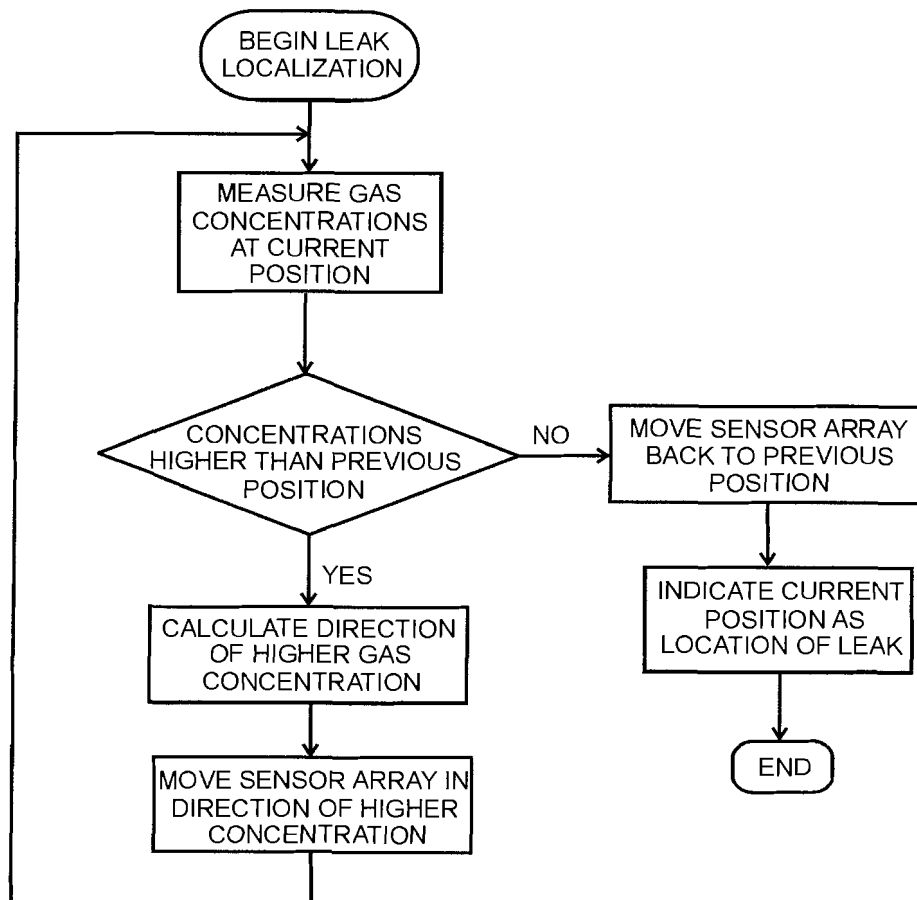 BEGIN LEAK
LOCALIZATION
MEASURE GAS
CONCENTRATIONS
AT CURRENT
POSITION
CONCENTRATIONS
HIGHER THAN PREVIOUS
POSITION
NO
MOVE SENSOR ARRAY
BACK TO PREVIOUS
POSITION
YES
INDICATE CURRENT
POSITION AS
LOCATION OF LEAK
CALCULATE DIRECTION
OF HIGHER GAS
CONCENTRATION
END
MOVE SENSOR ARRAY IN
DIRECTION OF HIGHER
CONCENTRATION